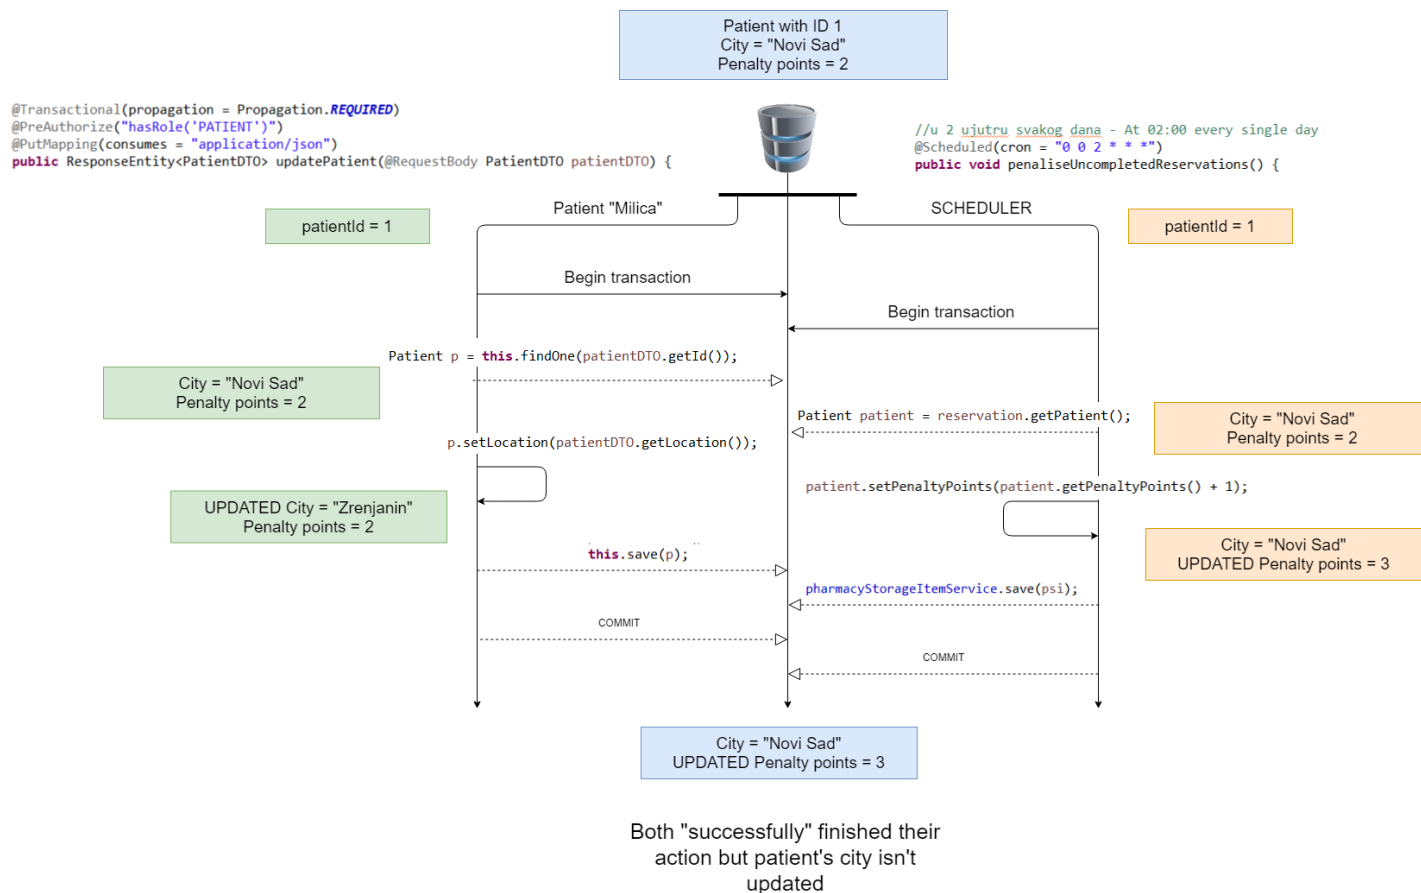 Patient with ID 1
City = "Novi Sad"
Penalty points = 2
@Transactional(propagation = Propagation.REQUIRED)
@PreAuthorize("hasRole('PATIENT')")
@PutMapping(consumes = "application/json")
public ResponseEntity<PatientDTO> updatePatient(@RequestBody PatientDTO patientDTO) {
//u 2 ujutru svakog dana - At 02:00 every single day
@Scheduled(cron = "0 0 2 * * *")
public void penaliseUncompletedReservations() {
Patient "Milica"
SCHEDULER
patientId = 1
patientId = 1
Begin transaction
Begin transaction
Patient p = this.findOne(patientDTO.getId());
City = "Novi Sad"
Penalty points = 2
Patient patient = reservation.getPatient();
City = "Novi Sad"
Penalty points = 2
p.setLocation(patientDTO.getLocation());
patient.setPenaltyPoints(patient.getPenaltyPoints() + 1);
UPDATED City = "Zrenjanin"
Penalty points = 2
City = "Novi Sad"
UPDATED Penalty points = 3
this.save(p);
pharmacyStorageItemService.save(psi);
COMMIT
COMMIT
City = "Novi Sad"
UPDATED Penalty points = 3
Both "successfully" finished their
action but patient's city isn't
updated